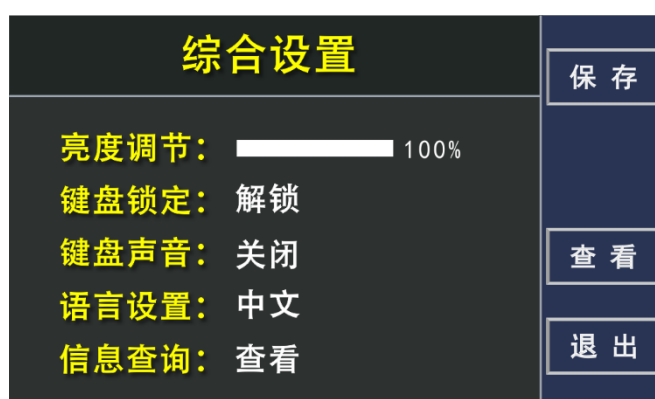 综合设置
亮度调节： 100%
键盘锁定： 解锁
键盘声音： 关闭
语言设置： 中文
信息查询： 查看
保存
查看
退出